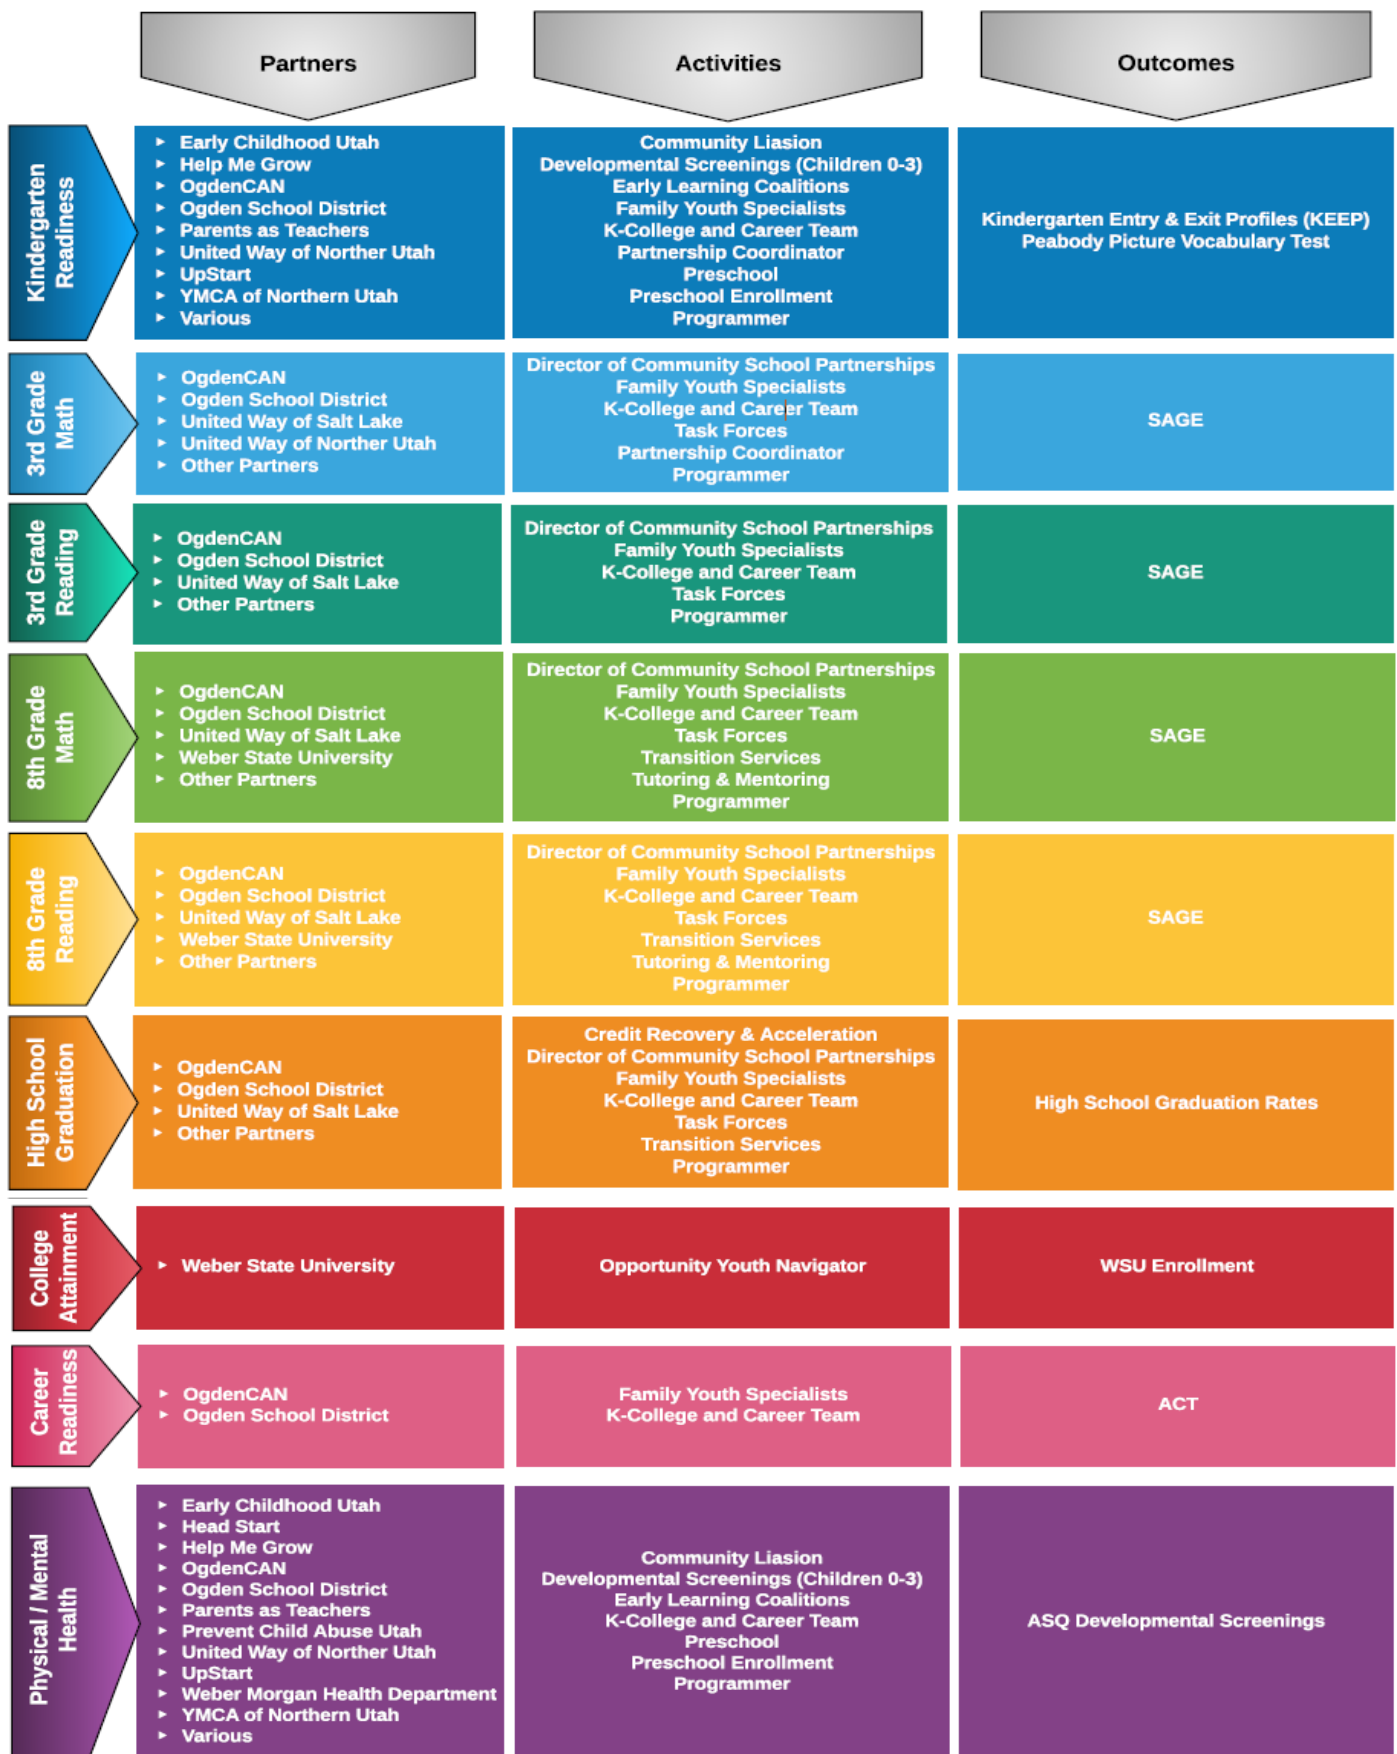 Partners
Activities
Outcomes
Kindergarten
Readiness
▸ Early Childhood Utah
▸ Help Me Grow
▸ OgdenCAN
▸ Ogden School District
▸ Parents as Teachers
▸ United Way of Norther Utah
▸ UpStart
▸ YMCA of Northern Utah
▸ Various
Community Liasion
Developmental Screenings (Children 0-3)
Early Learning Coalitions
Family Youth Specialists
K-College and Career Team
Partnership Coordinator
Preschool
Preschool Enrollment
Programmer
Kindergarten Entry & Exit Profiles (KEEP)
Peabody Picture Vocabulary Test
3rd Grade
Math
▸ OgdenCAN
▸ Ogden School District
▸ United Way of Salt Lake
▸ United Way of Norther Utah
▸ Other Partners
Director of Community School Partnerships
Family Youth Specialists
K-College and Career Team
Task Forces
Partnership Coordinator
Programmer
SAGE
3rd Grade
Reading
▸ OgdenCAN
▸ Ogden School District
▸ United Way of Salt Lake
▸ Other Partners
Director of Community School Partnerships
Family Youth Specialists
K-College and Career Team
Task Forces
Programmer
SAGE
8th Grade
Math
▸ OgdenCAN
▸ Ogden School District
▸ United Way of Salt Lake
▸ Weber State University
▸ Other Partners
Director of Community School Partnerships
Family Youth Specialists
K-College and Career Team
Task Forces
Transition Services
Tutoring & Mentoring
Programmer
SAGE
8th Grade
Reading
▸ OgdenCAN
▸ Ogden School District
▸ United Way of Salt Lake
▸ Weber State University
▸ Other Partners
Director of Community School Partnerships
Family Youth Specialists
K-College and Career Team
Task Forces
Transition Services
Tutoring & Mentoring
Programmer
SAGE
High School
Graduation
▸ OgdenCAN
▸ Ogden School District
▸ United Way of Salt Lake
▸ Other Partners
Credit Recovery & Acceleration
Director of Community School Partnerships
Family Youth Specialists
K-College and Career Team
Task Forces
Transition Services
Programmer
High School Graduation Rates
College
Attainment
▸ Weber State University
Opportunity Youth Navigator
WSU Enrollment
Career
Readiness
▸ OgdenCAN
▸ Ogden School District
Family Youth Specialists
K-College and Career Team
ACT
Physical / Mental
Health
▸ Early Childhood Utah
▸ Head Start
▸ Help Me Grow
▸ OgdenCAN
▸ Ogden School District
▸ Parents as Teachers
▸ Prevent Child Abuse Utah
▸ United Way of Norther Utah
▸ UpStart
▸ Weber Morgan Health Department
▸ YMCA of Northern Utah
▸ Various
Community Liasion
Developmental Screenings (Children 0-3)
Early Learning Coalitions
K-College and Career Team
Preschool
Preschool Enrollment
Programmer
ASQ Developmental Screenings